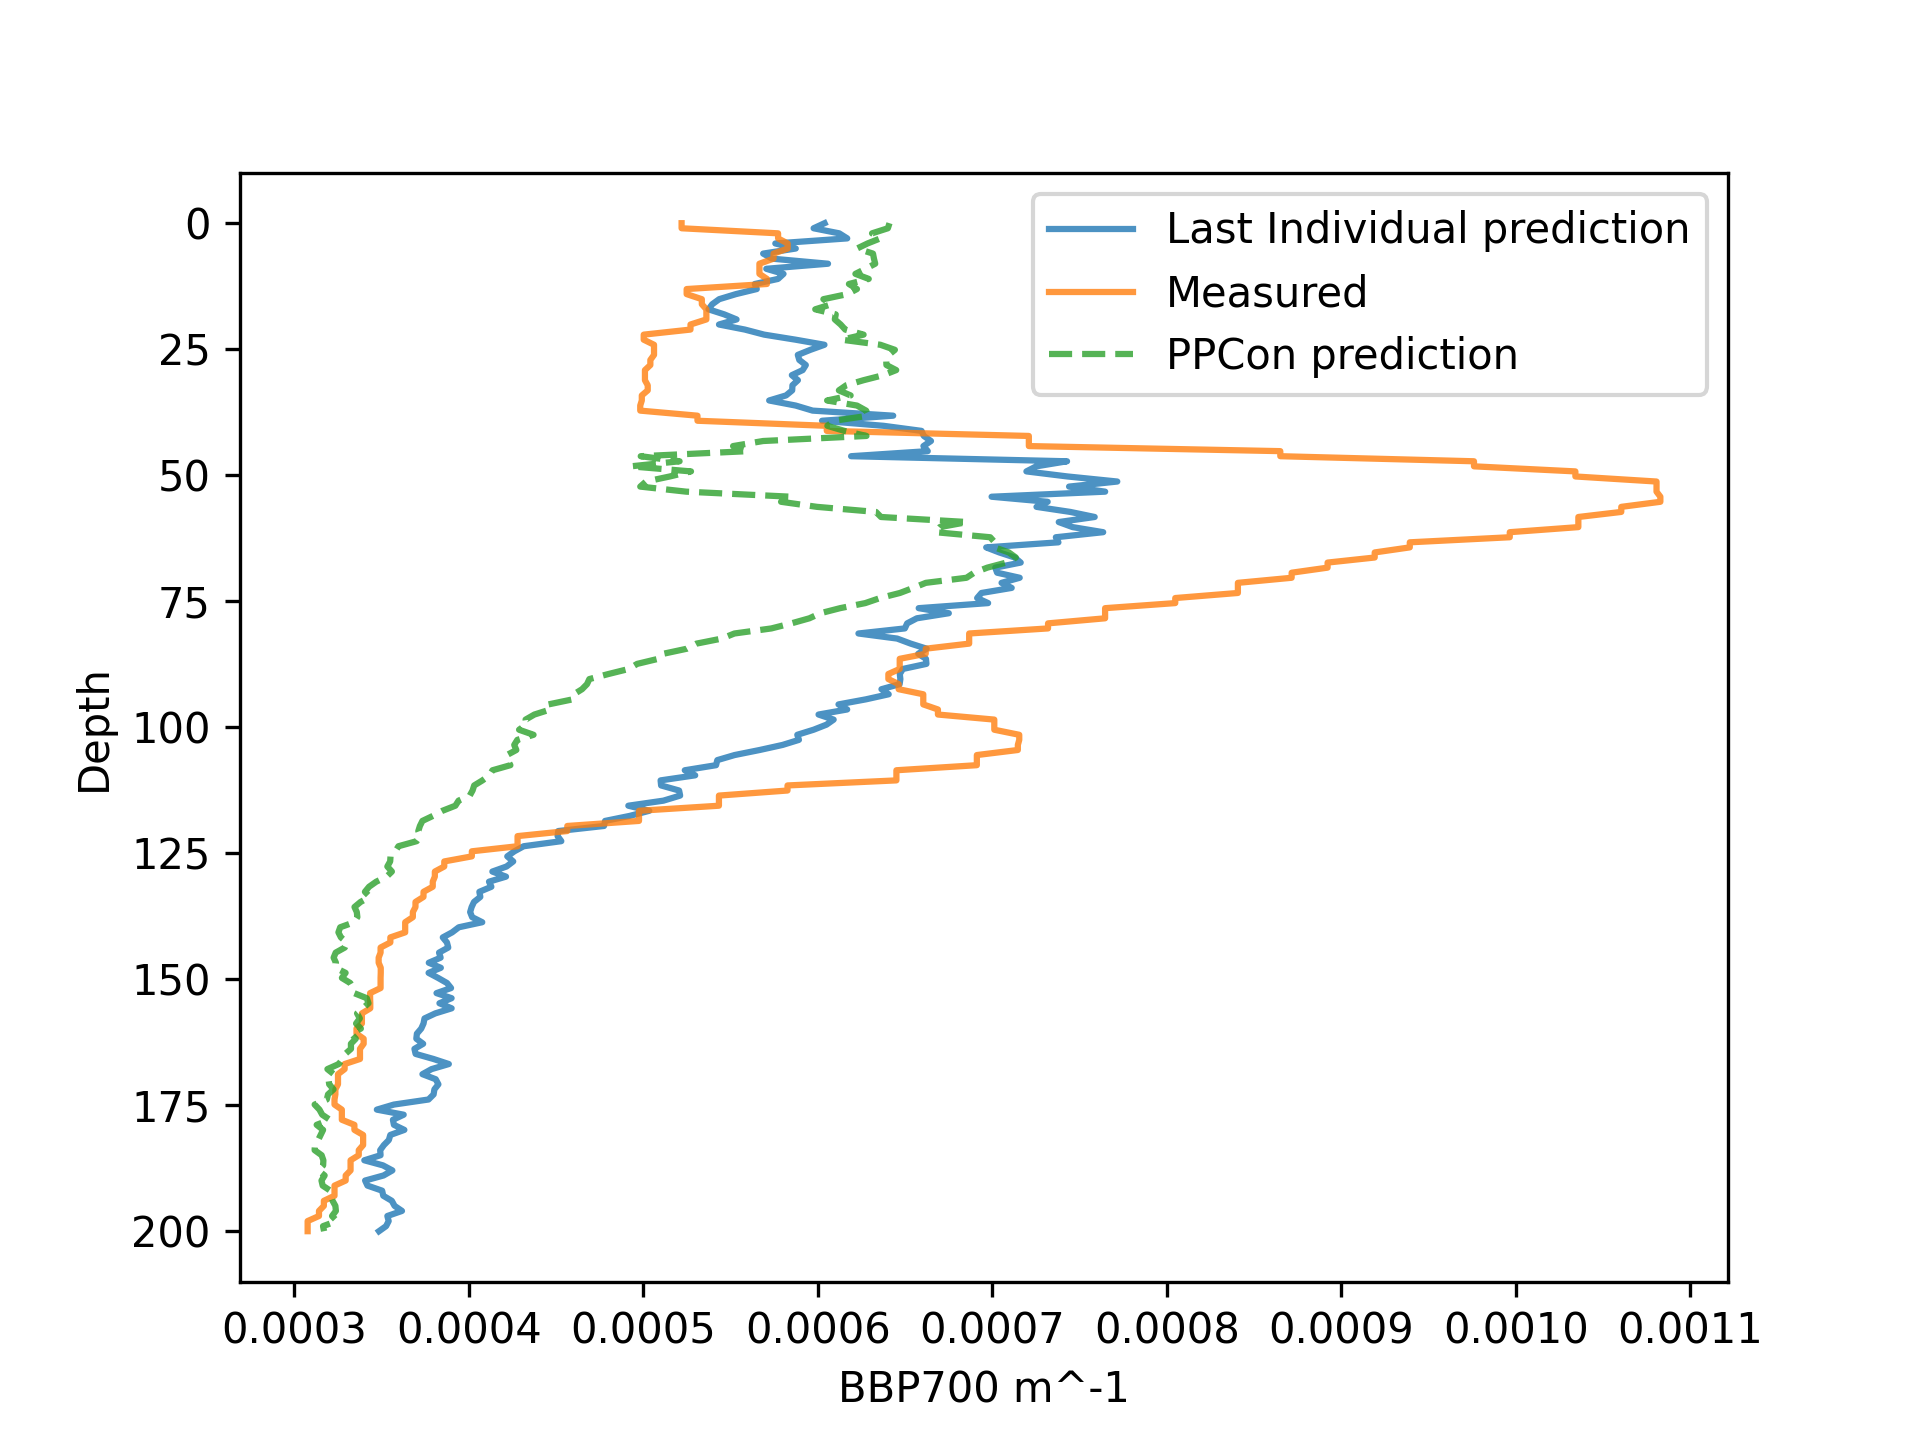 Last Individual prediction
Measured
PPCon prediction
0
25
50
75
100
125
150
175
200
Depth
0.0003 0.0004 0.0005 0.0006 0.0007 0.0008 0.0009 0.0010 0.0011
BBP700 m^-1